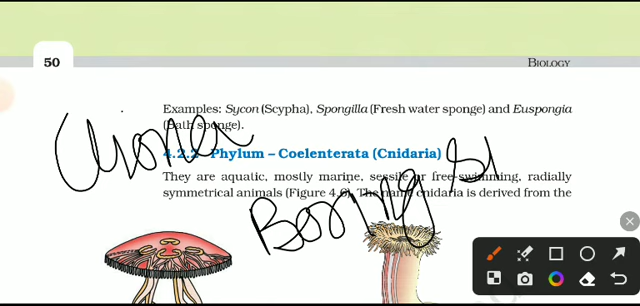 50 BIOLOGY
Examples: Sycon (Scypha), Spongilla (Fresh water sponge) and Euspongia
(Bath sponge).
4.2.2 Phylum – Coelenterata (Cnidaria)
They are aquatic, mostly marine, sessile or free-swimming, radially
symmetrical animals (Figure 4.6). The name cnidaria is derived from the
Boring